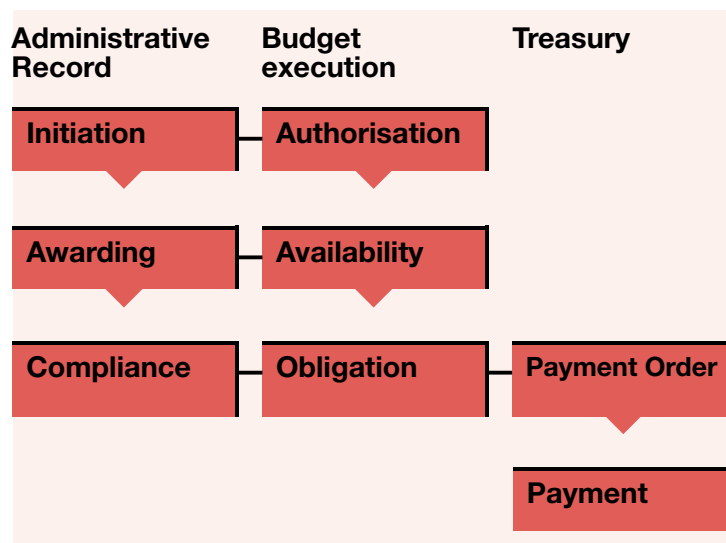 Administrative
Record
Budget
execution
Treasury
Initiation
Authorisation
Awarding
Availability
Compliance
Obligation
Payment Order
Payment